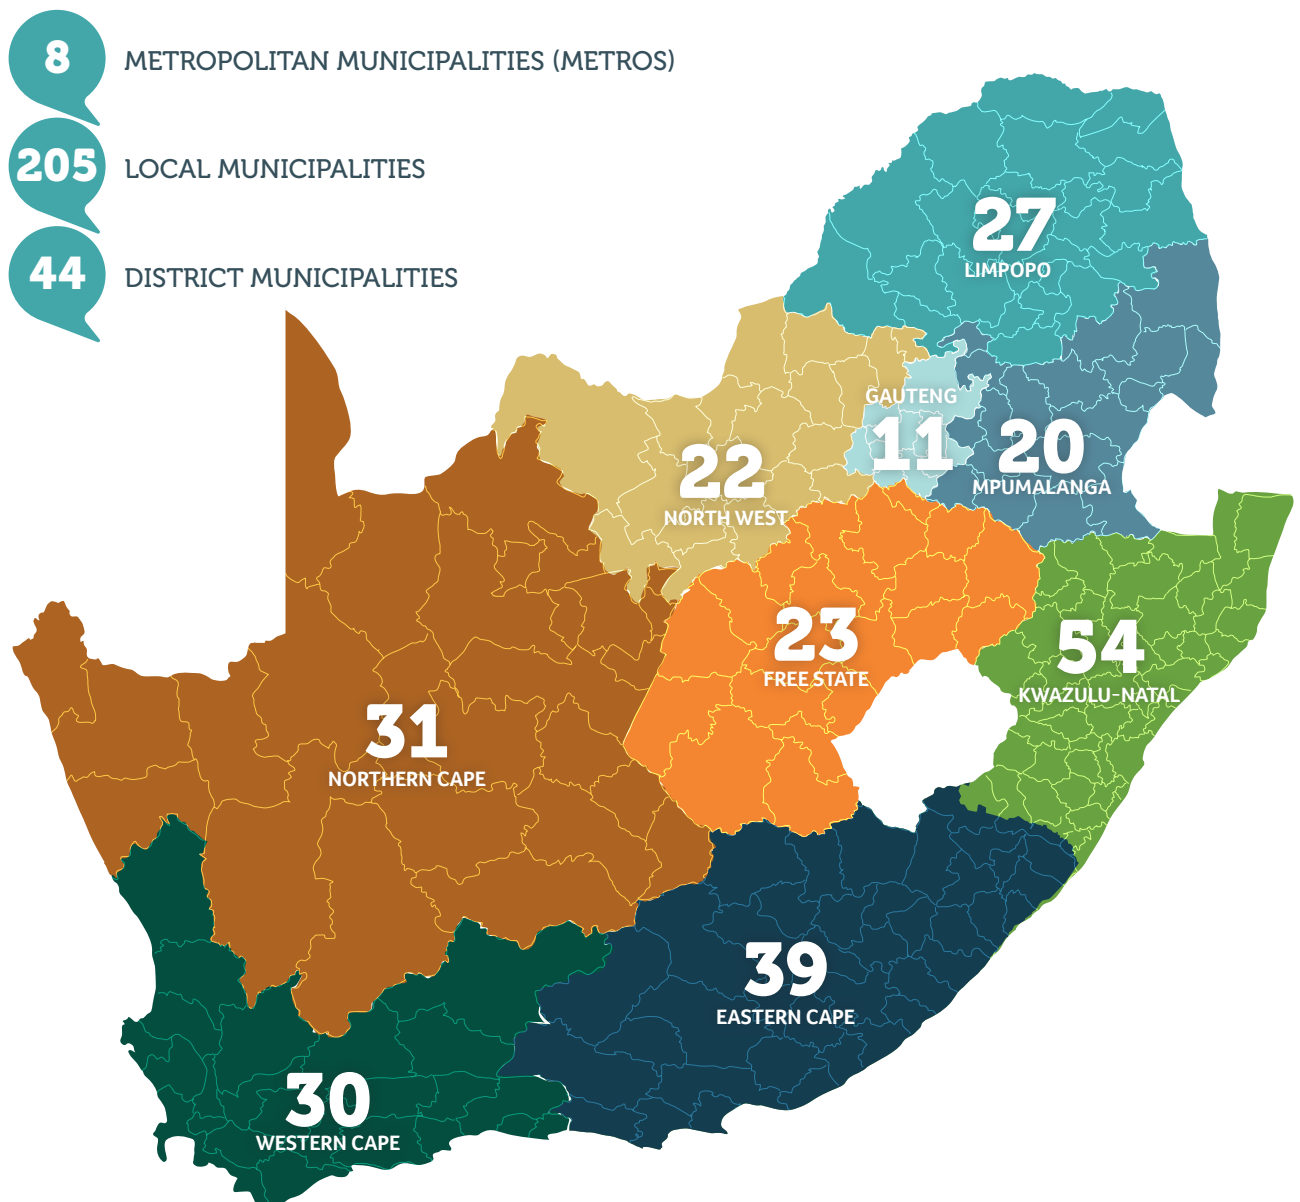 8
METROPOLITAN MUNICIPALITIES (METROS)
205
LOCAL MUNICIPALITIES
44
DISTRICT MUNICIPALITIES
27
LIMPOPO
GAUTENG
11
20
MPUMALANGA
22
NORTH WEST
23
FREE STATE
54
KWAZULU-NATAL
31
NORTHERN CAPE
39
EASTERN CAPE
30
WESTERN CAPE